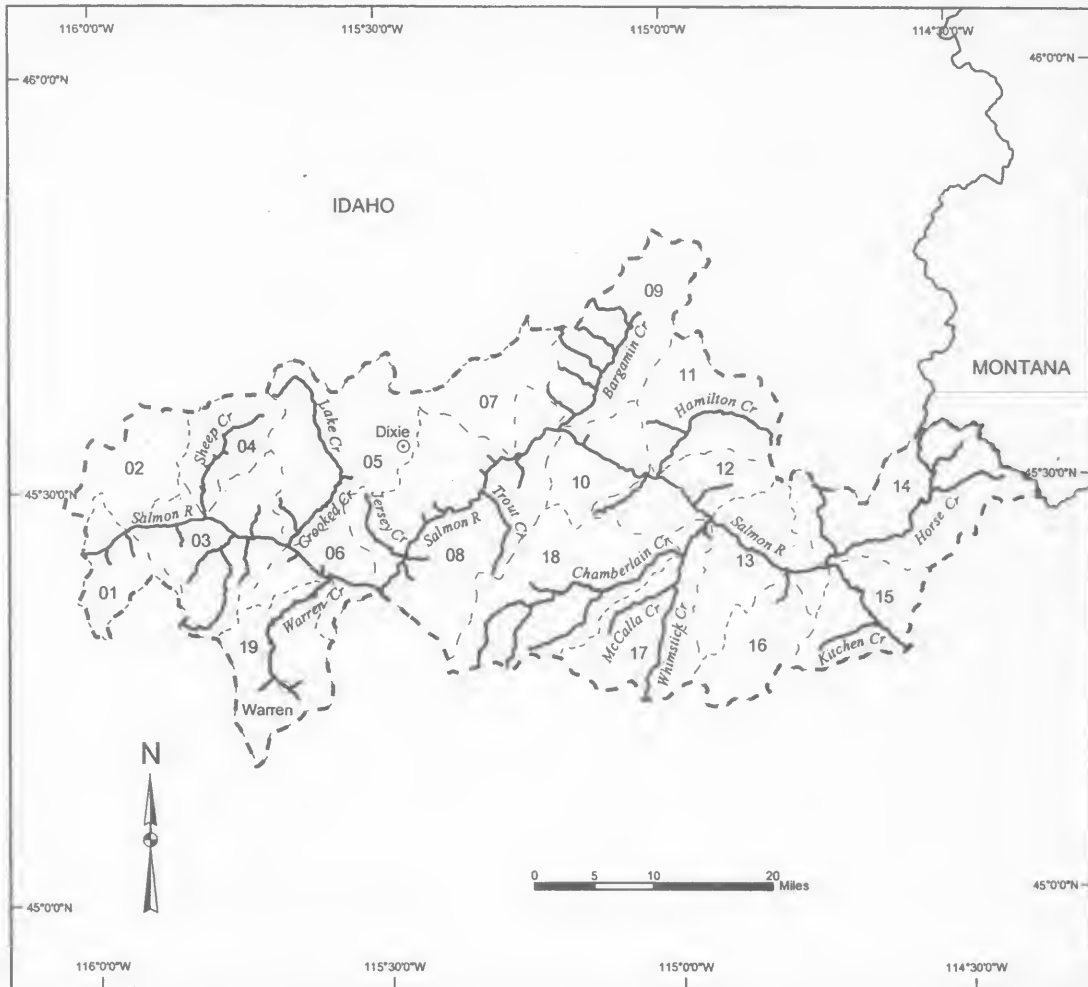 116°0'0"W 115°30'0"W 115°0'0"W 114°30'0"W
46°0'0"N 46°0'0"N
IDAHO
09
Bargamin Cr
MONTANA
11
07
Hamilton Cr
Lake Cr
Sheep Cr
Dixie
04
02
05
12
10
14
45°30'0"N 45°30'0"N
Horse Cr
Trout Cr
Salmon R
Crooked Cr
Jersey Cr
Salmon R
Salmon R
03
06
08
18
13
Chamberlain Cr
01
Warren Cr
15
McCalla Cr
Whimstick Cr
16
Kitchen Cr
19
17
Warren
N
0 5 10 20
Miles
45°0'0"N 45°0'0"N
116°0'0"W 115°30'0"W 115°0'0"W 114°30'0"W